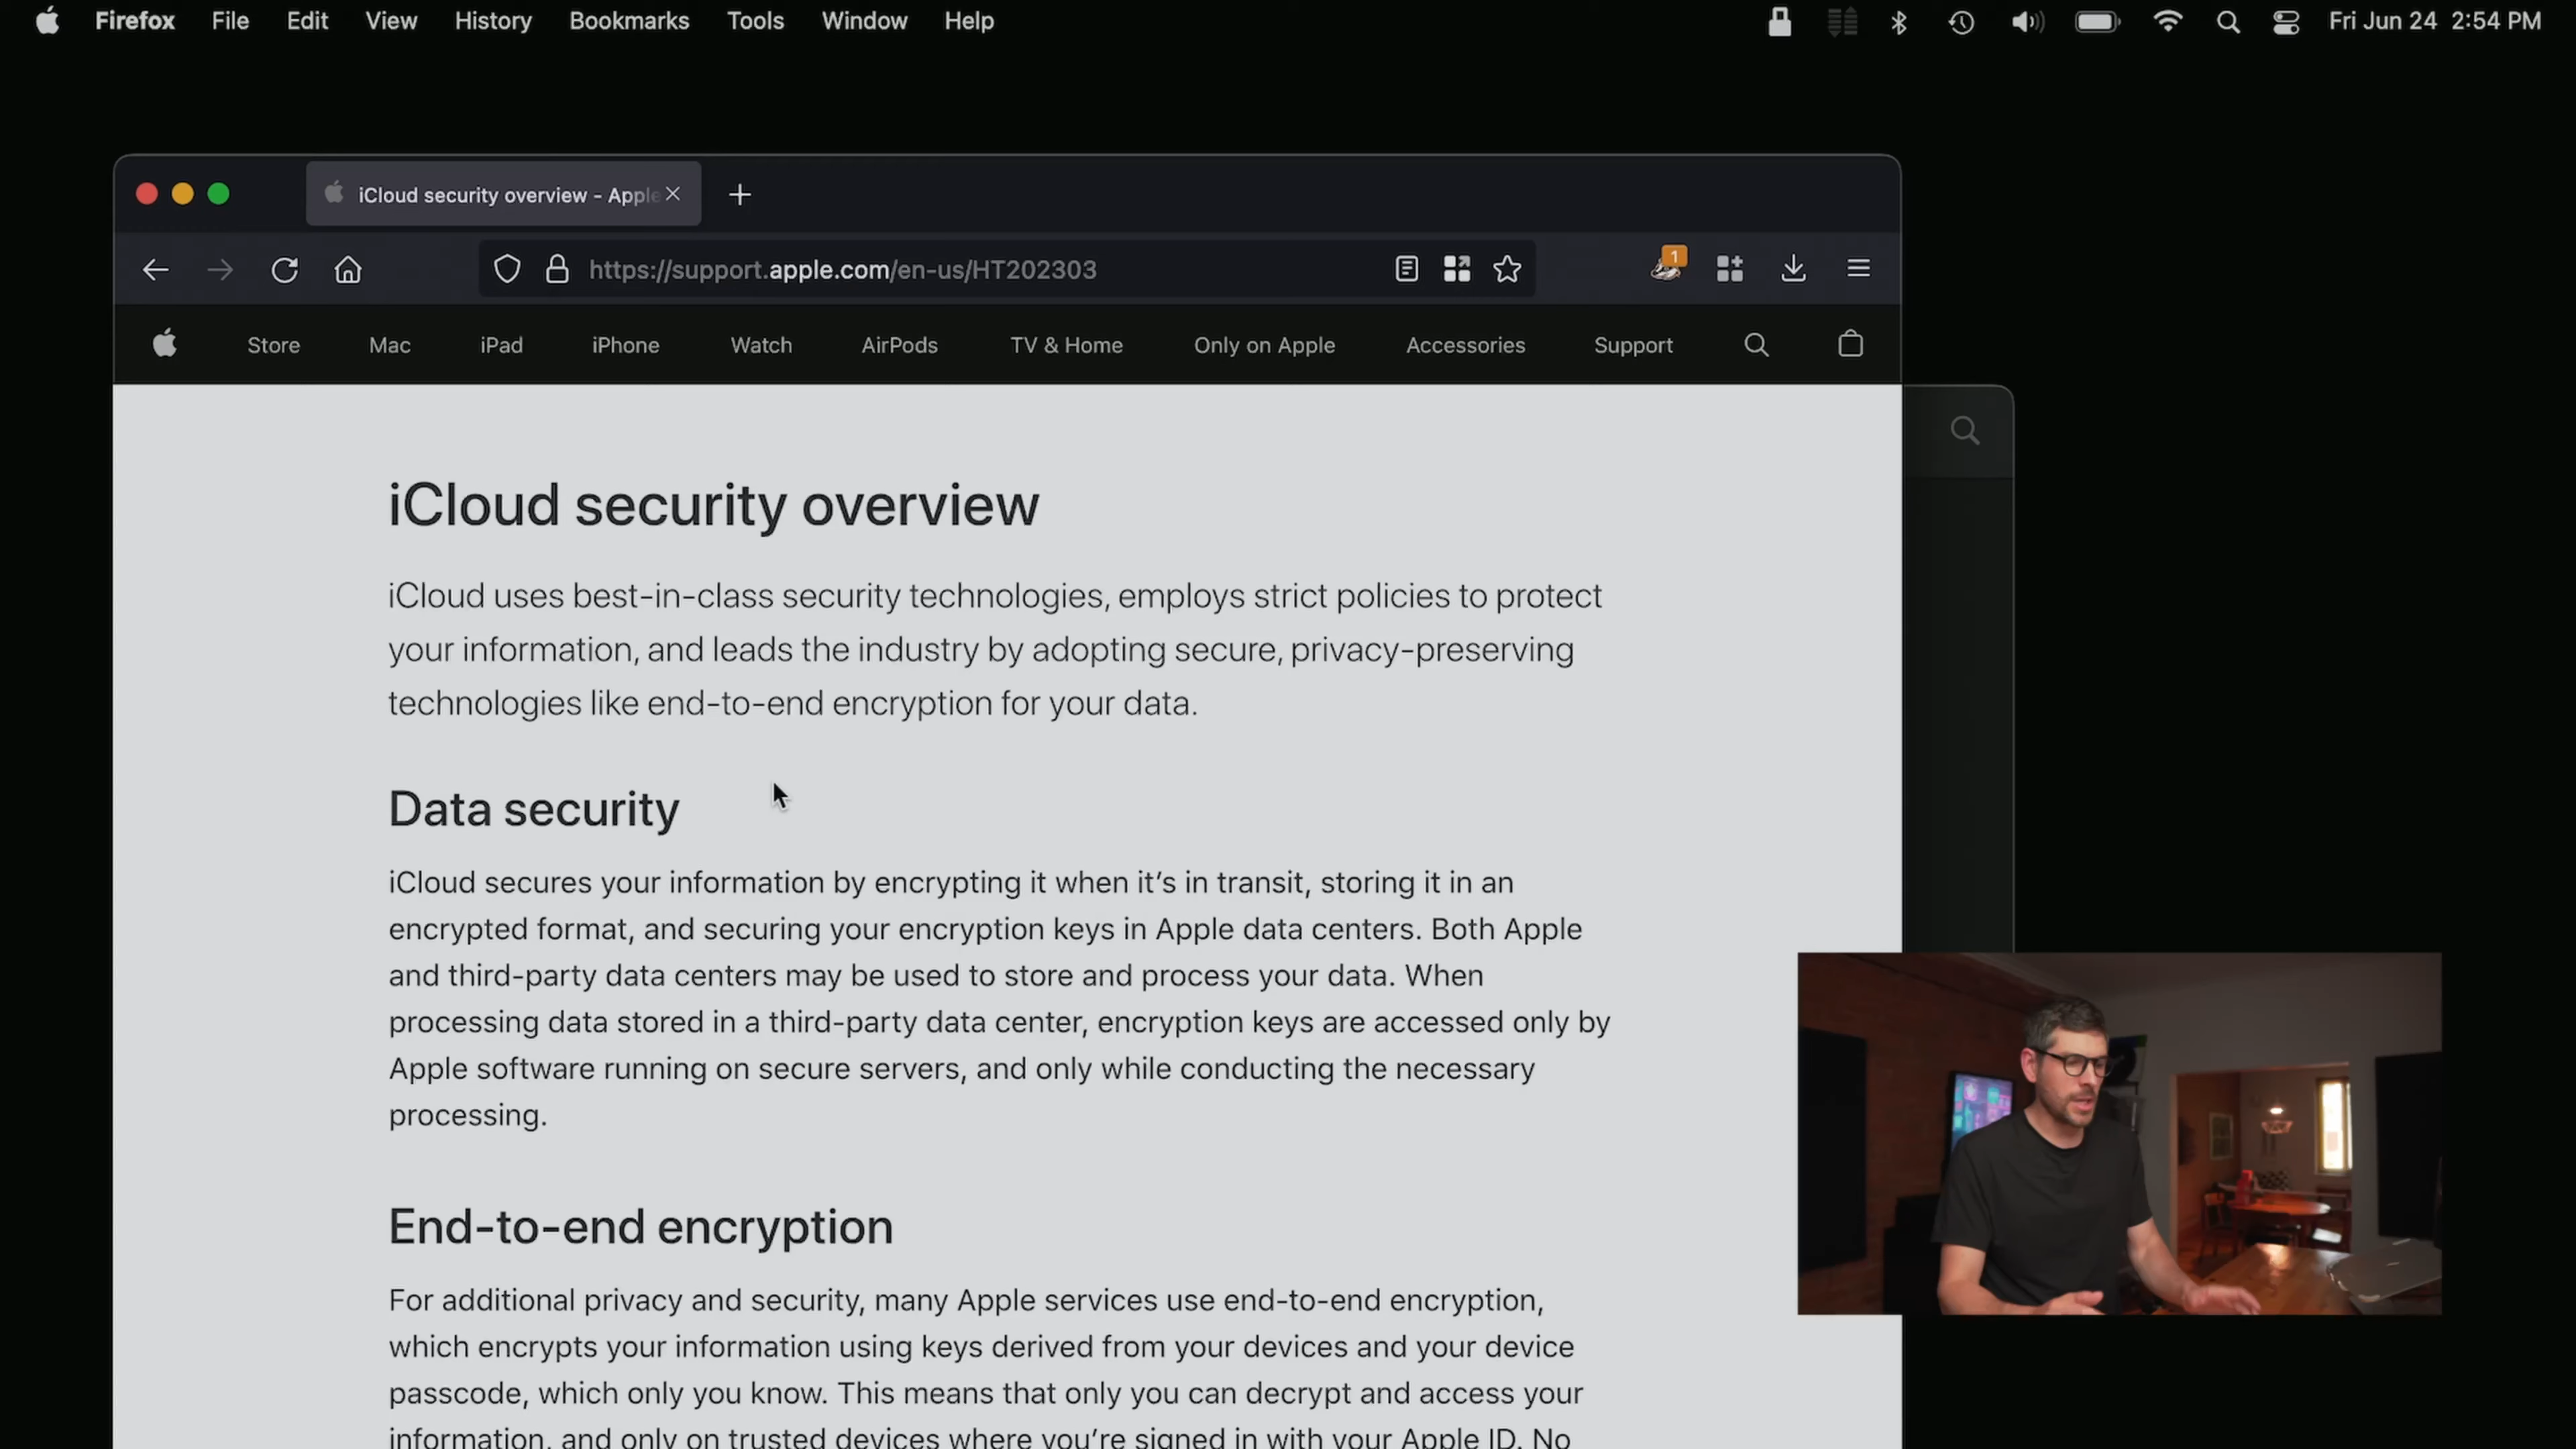 Firefox File Edit View History Bookmarks Tools Window Help Fri Jun 24 2:54 PM
iCloud security overview - Apple
https://support.apple.com/en-us/HT202303 1
Store Mac iPad iPhone Watch AirPods TV & Home Only on Apple Accessories Support
iCloud security overview
iCloud uses best-in-class security technologies, employs strict policies to protect
your information, and leads the industry by adopting secure, privacy-preserving
technologies like end-to-end encryption for your data.
Data security
iCloud secures your information by encrypting it when it’s in transit, storing it in an
encrypted format, and securing your encryption keys in Apple data centers. Both Apple
and third-party data centers may be used to store and process your data. When
processing data stored in a third-party data center, encryption keys are accessed only by
Apple software running on secure servers, and only while conducting the necessary
processing.
End-to-end encryption
For additional privacy and security, many Apple services use end-to-end encryption,
which encrypts your information using keys derived from your devices and your device
passcode, which only you know. This means that only you can decrypt and access your
information, and only on trusted devices where you’re signed in with your Apple ID. No